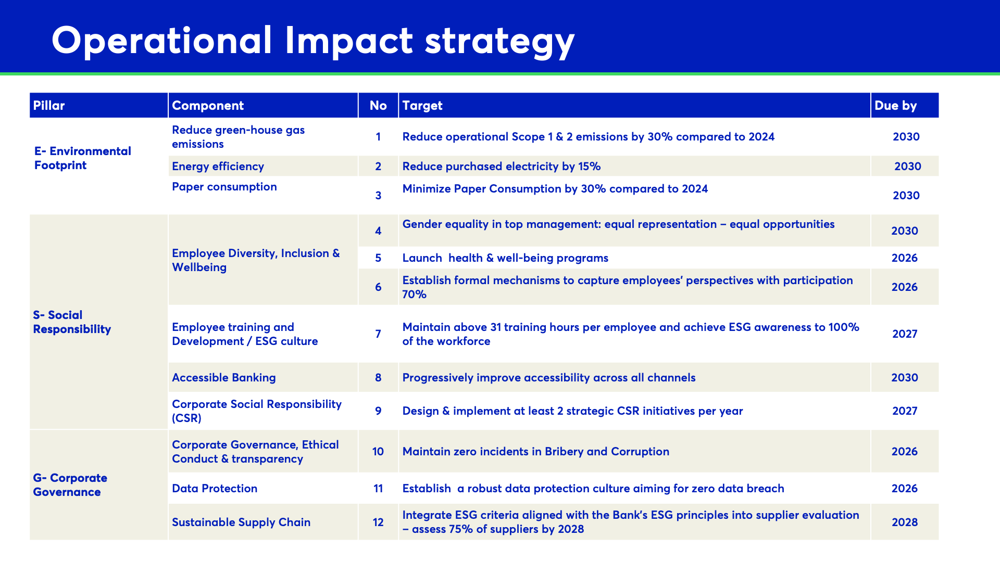 Operational Impact strategy
Pillar
Component
No
Target
Due by
E- Environmental
Footprint
Reduce green-house gas
emissions
1
Reduce operational Scope 1 & 2 emissions by 30% compared to 2024
2030
Energy efficiency
2
Reduce purchased electricity by 15%
2030
Paper consumption
3
Minimize Paper Consumption by 30% compared to 2024
2030
S- Social
Responsibility
Employee Diversity, Inclusion &
Wellbeing
4
Gender equality in top management: equal representation – equal opportunities
2030
5
Launch  health & well-being programs
2026
6
Establish formal mechanisms to capture employees’ perspectives with participation
70%
2026
Employee training and
Development / ESG culture
7
Maintain above 31 training hours per employee and achieve ESG awareness to 100%
of the workforce
2027
Accessible Banking
8
Progressively improve accessibility across all channels
2030
Corporate Social Responsibility
(CSR)
9
Design & implement at least 2 strategic CSR initiatives per year
2027
G- Corporate
Governance
Corporate Governance, Ethical
Conduct & transparency
10
Maintain zero incidents in Bribery and Corruption
2026
Data Protection
11
Establish  a robust data protection culture aiming for zero data breach
2026
Sustainable Supply Chain
12
Integrate ESG criteria aligned with the Bank’s ESG principles into supplier evaluation
– assess 75% of suppliers by 2028
2028